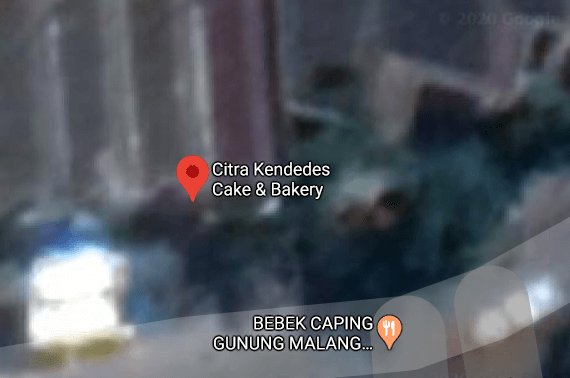 © 2020 Google
Citra Kendedes
Cake & Bakery
BEBEK CAPING
GUNUNG MALANG...